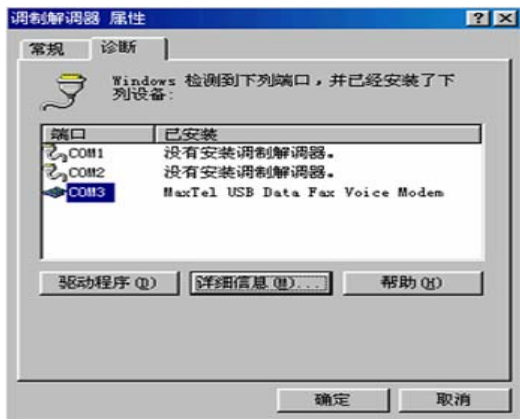 调制解调器 属性
常规 诊断
Windows 检测到下列端口，并已经安装了下
列设备：
端口 已安装
COM1 没有安装调制解调器。
COM2 没有安装调制解调器。
COM3 MaxTel USB Data Fax Voice Modem
驱动程序(D) 详细信息(M)... 帮助(H)
确定 取消